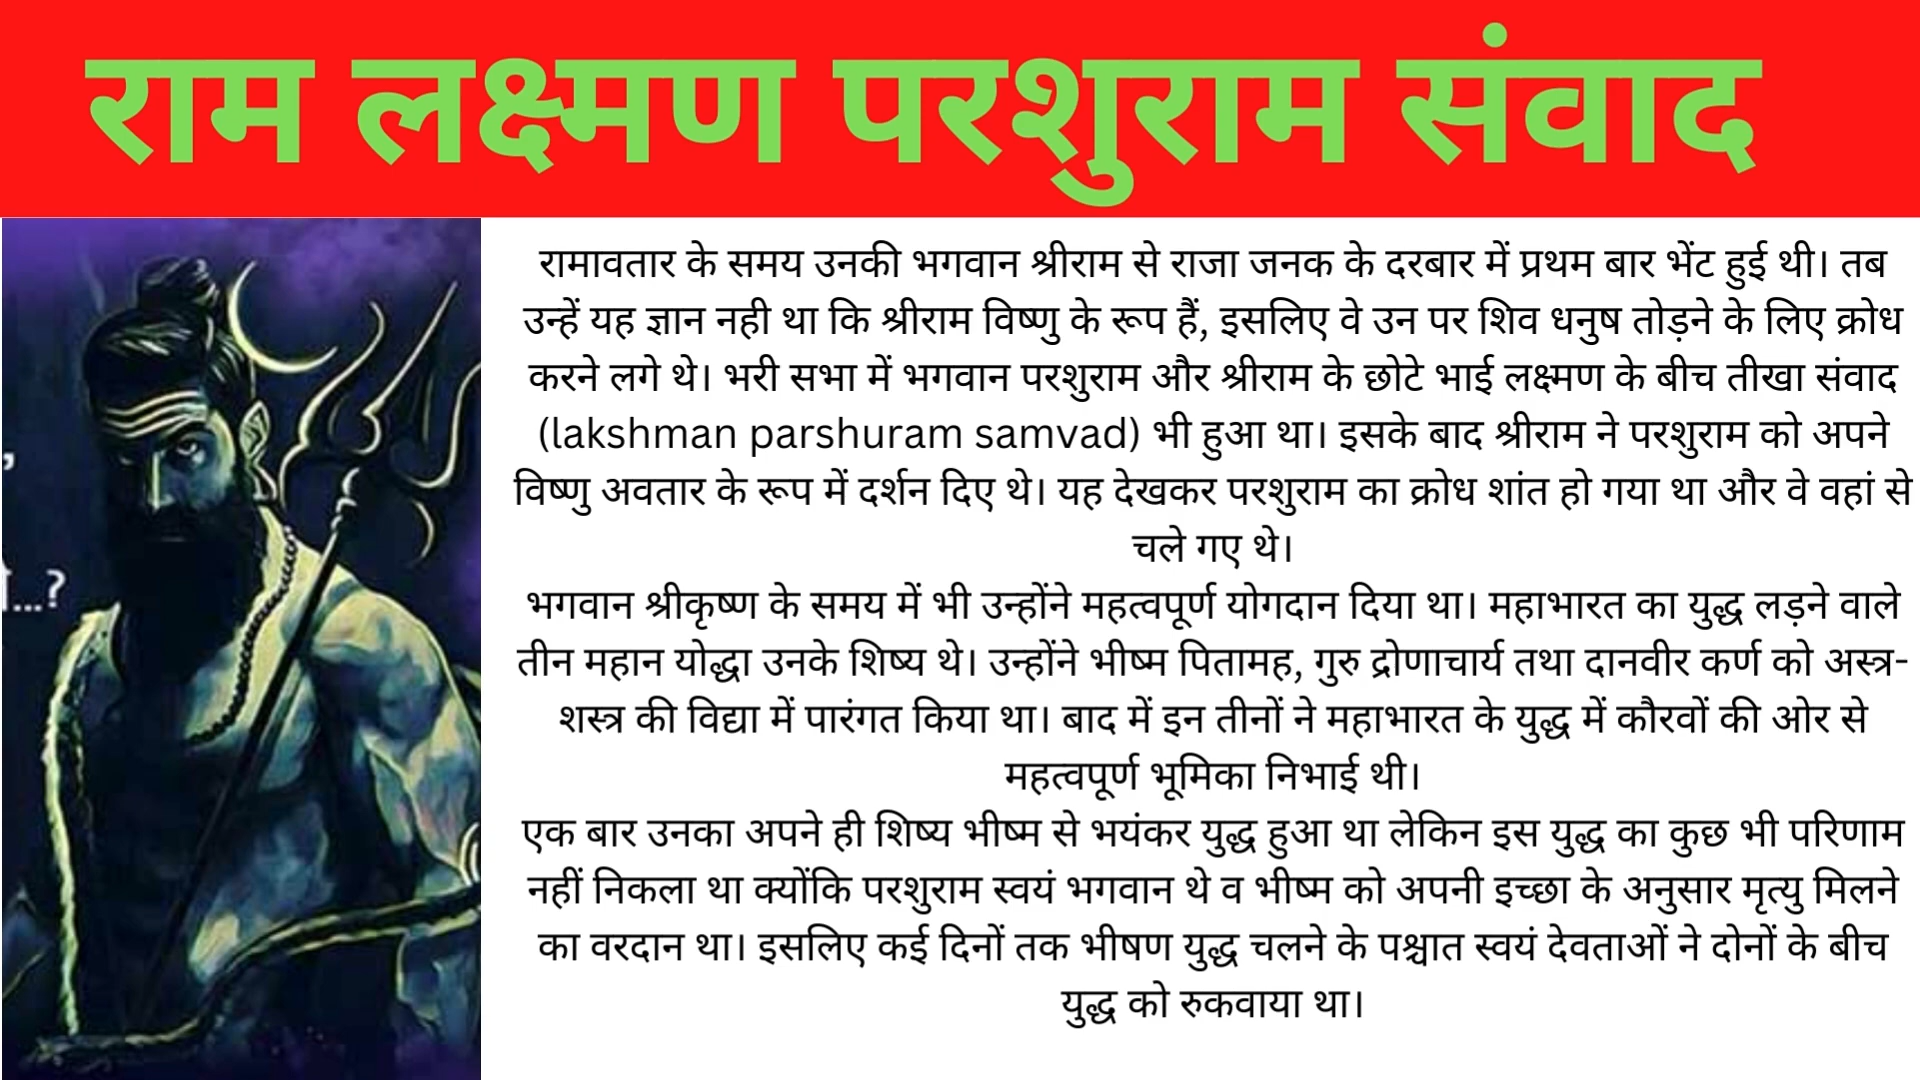 राम लक्ष्मण परशुराम संवाद
रामावतार के समय उनकी भगवान श्रीराम से राजा जनक के दरबार में प्रथम बार भेंट हुई थी। तब
उन्हें यह ज्ञान नही था कि श्रीराम विष्णु के रूप हैं, इसलिए वे उन पर शिव धनुष तोड़ने के लिए क्रोध
करने लगे थे। भरी सभा में भगवान परशुराम और श्रीराम के छोटे भाई लक्ष्मण के बीच तीखा संवाद
(lakshman parshuram samvad) भी हुआ था। इसके बाद श्रीराम ने परशुराम को अपने
विष्णु अवतार के रूप में दर्शन दिए थे। यह देखकर परशुराम का क्रोध शांत हो गया था और वे वहां से
चले गए थे।
भगवान श्रीकृष्ण के समय में भी उन्होंने महत्वपूर्ण योगदान दिया था। महाभारत का युद्ध लड़ने वाले
तीन महान योद्धा उनके शिष्य थे। उन्होंने भीष्म पितामह, गुरु द्रोणाचार्य तथा दानवीर कर्ण को अस्त्र-
शस्त्र की विद्या में पारंगत किया था। बाद में इन तीनों ने महाभारत के युद्ध में कौरवों की ओर से
महत्वपूर्ण भूमिका निभाई थी।
एक बार उनका अपने ही शिष्य भीष्म से भयंकर युद्ध हुआ था लेकिन इस युद्ध का कुछ भी परिणाम
नहीं निकला था क्योंकि परशुराम स्वयं भगवान थे व भीष्म को अपनी इच्छा के अनुसार मृत्यु मिलने
का वरदान था। इसलिए कई दिनों तक भीषण युद्ध चलने के पश्चात स्वयं देवताओं ने दोनों के बीच
युद्ध को रुकवाया था।